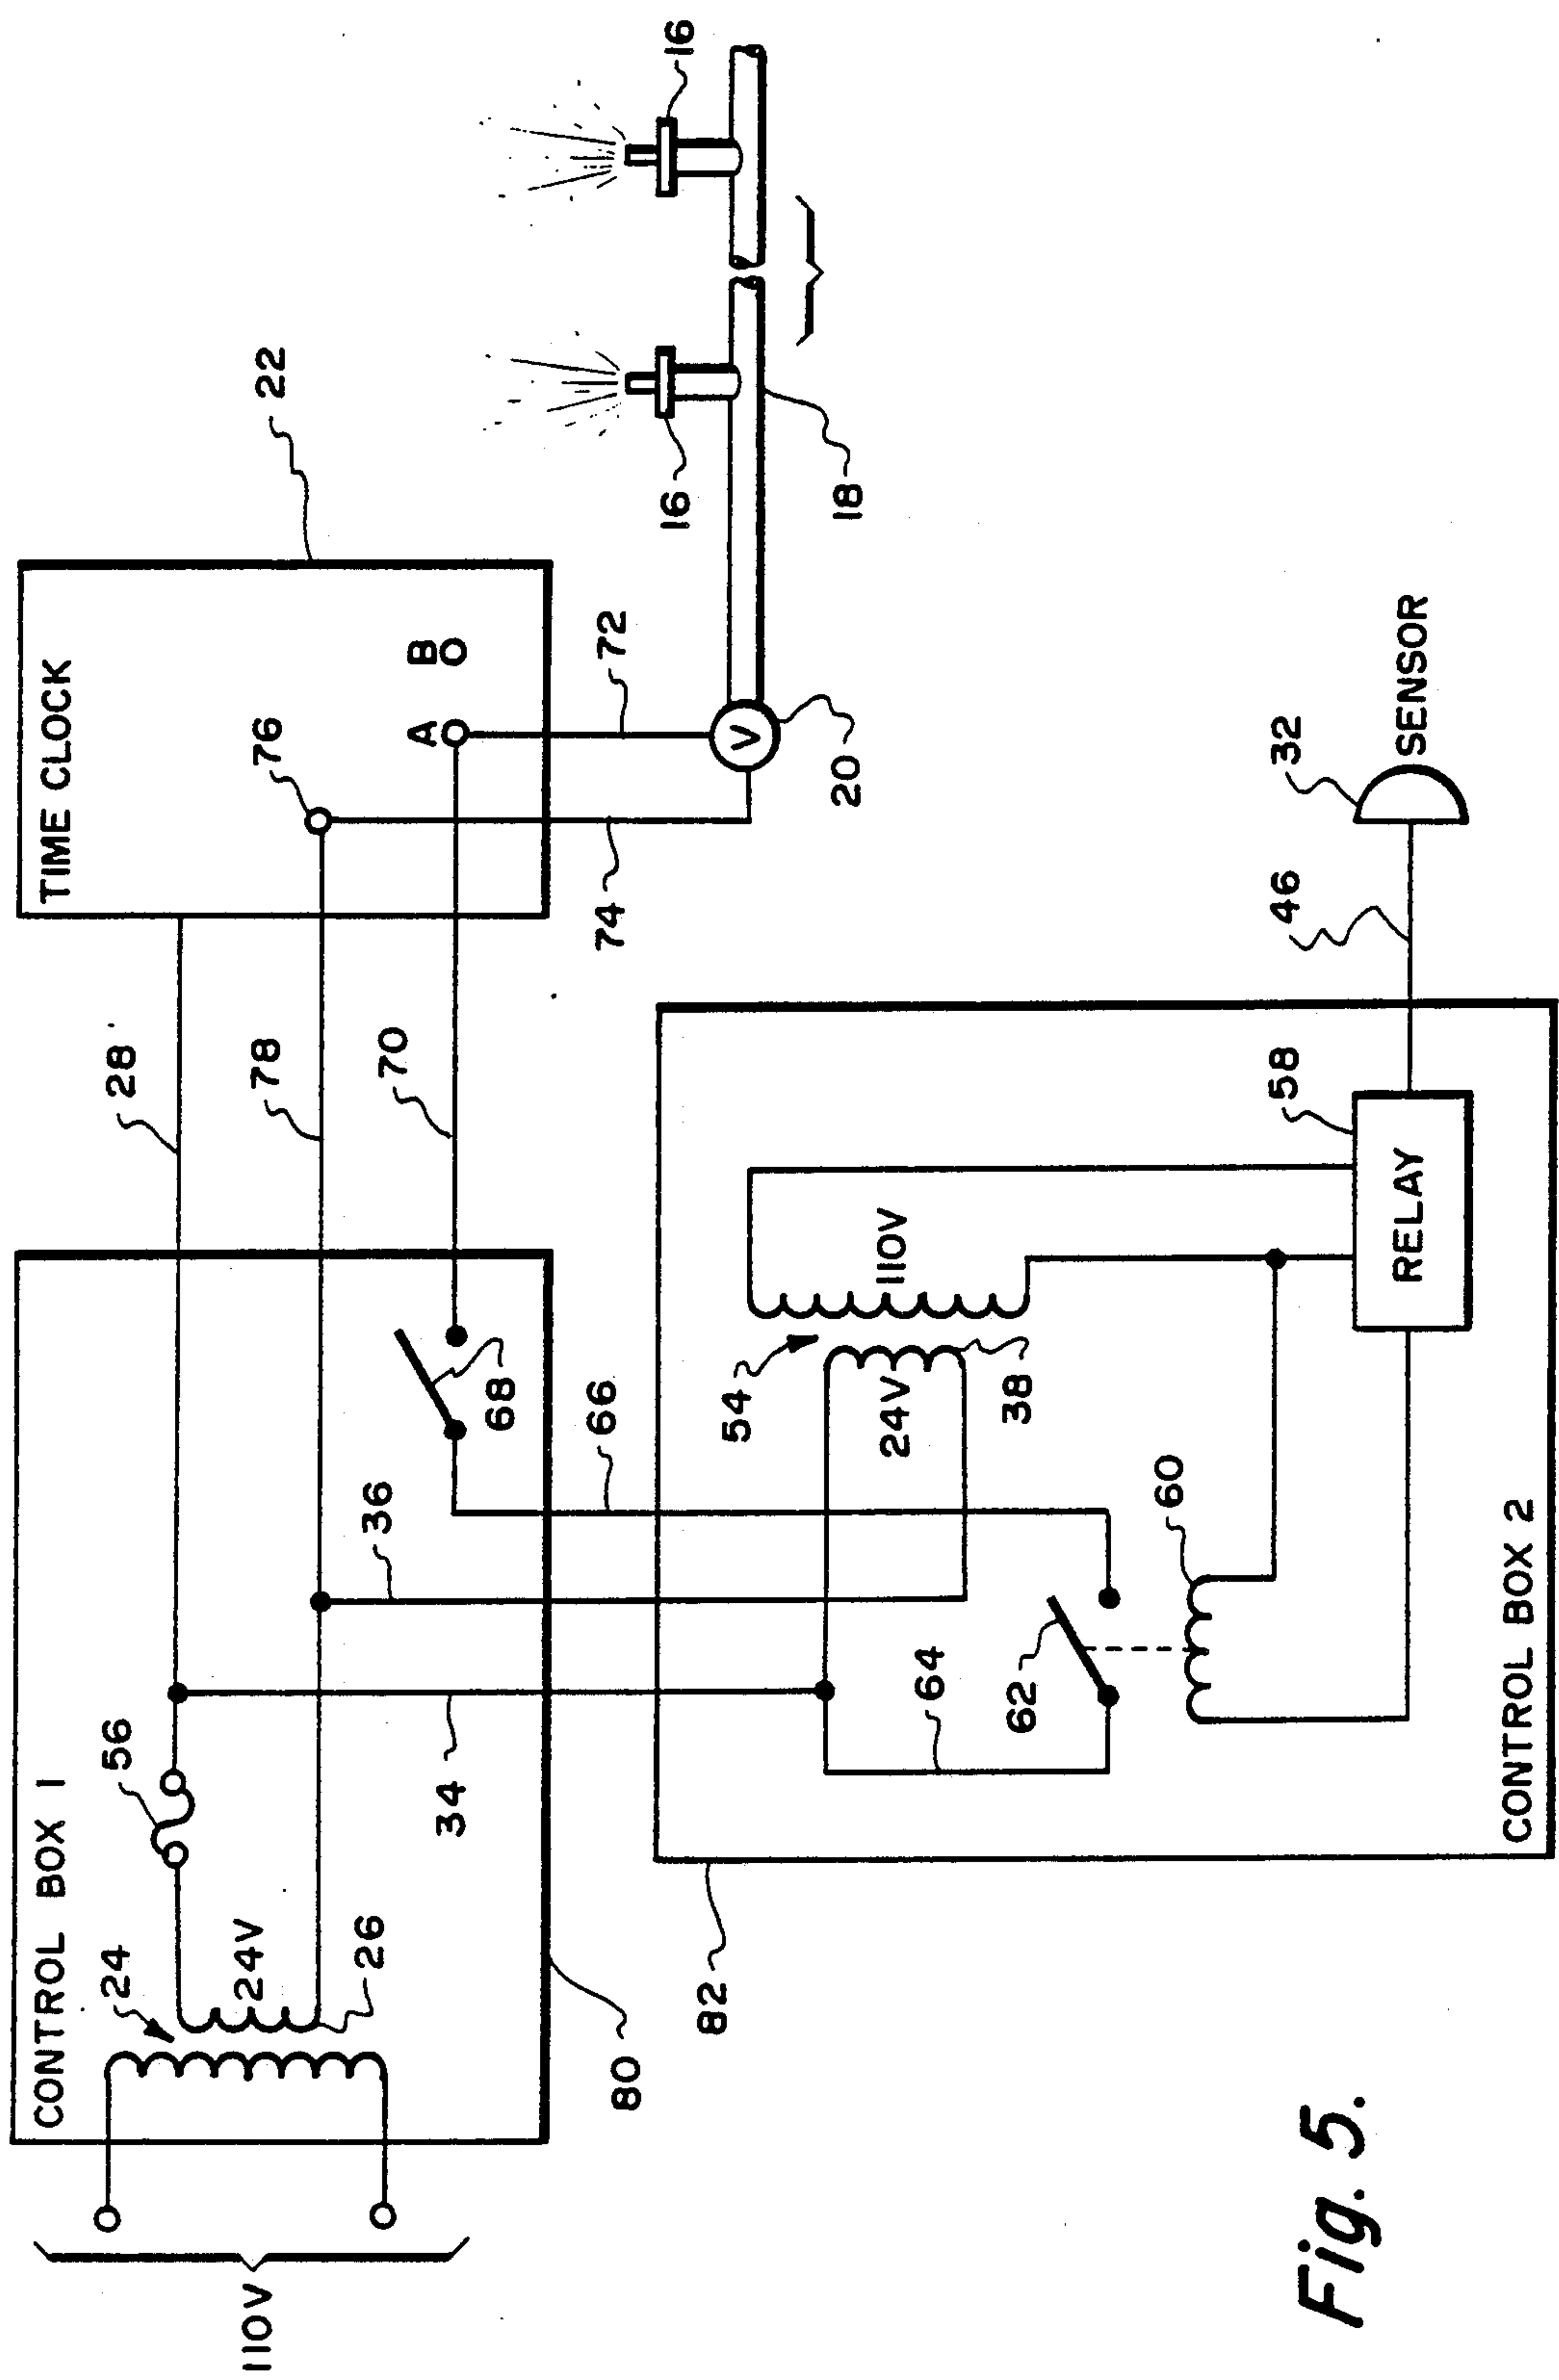 CONTROL BOX 1
TIME CLOCK
110V
24
24V
26
56
28
78
70
76
A
B
22
36
68
34
66
80
74
72
20
16
16
18
82
54
24V
38
110V
64
62
60
58
RELAY
46
32
SENSOR
CONTROL BOX 2
V
Fig. 5.